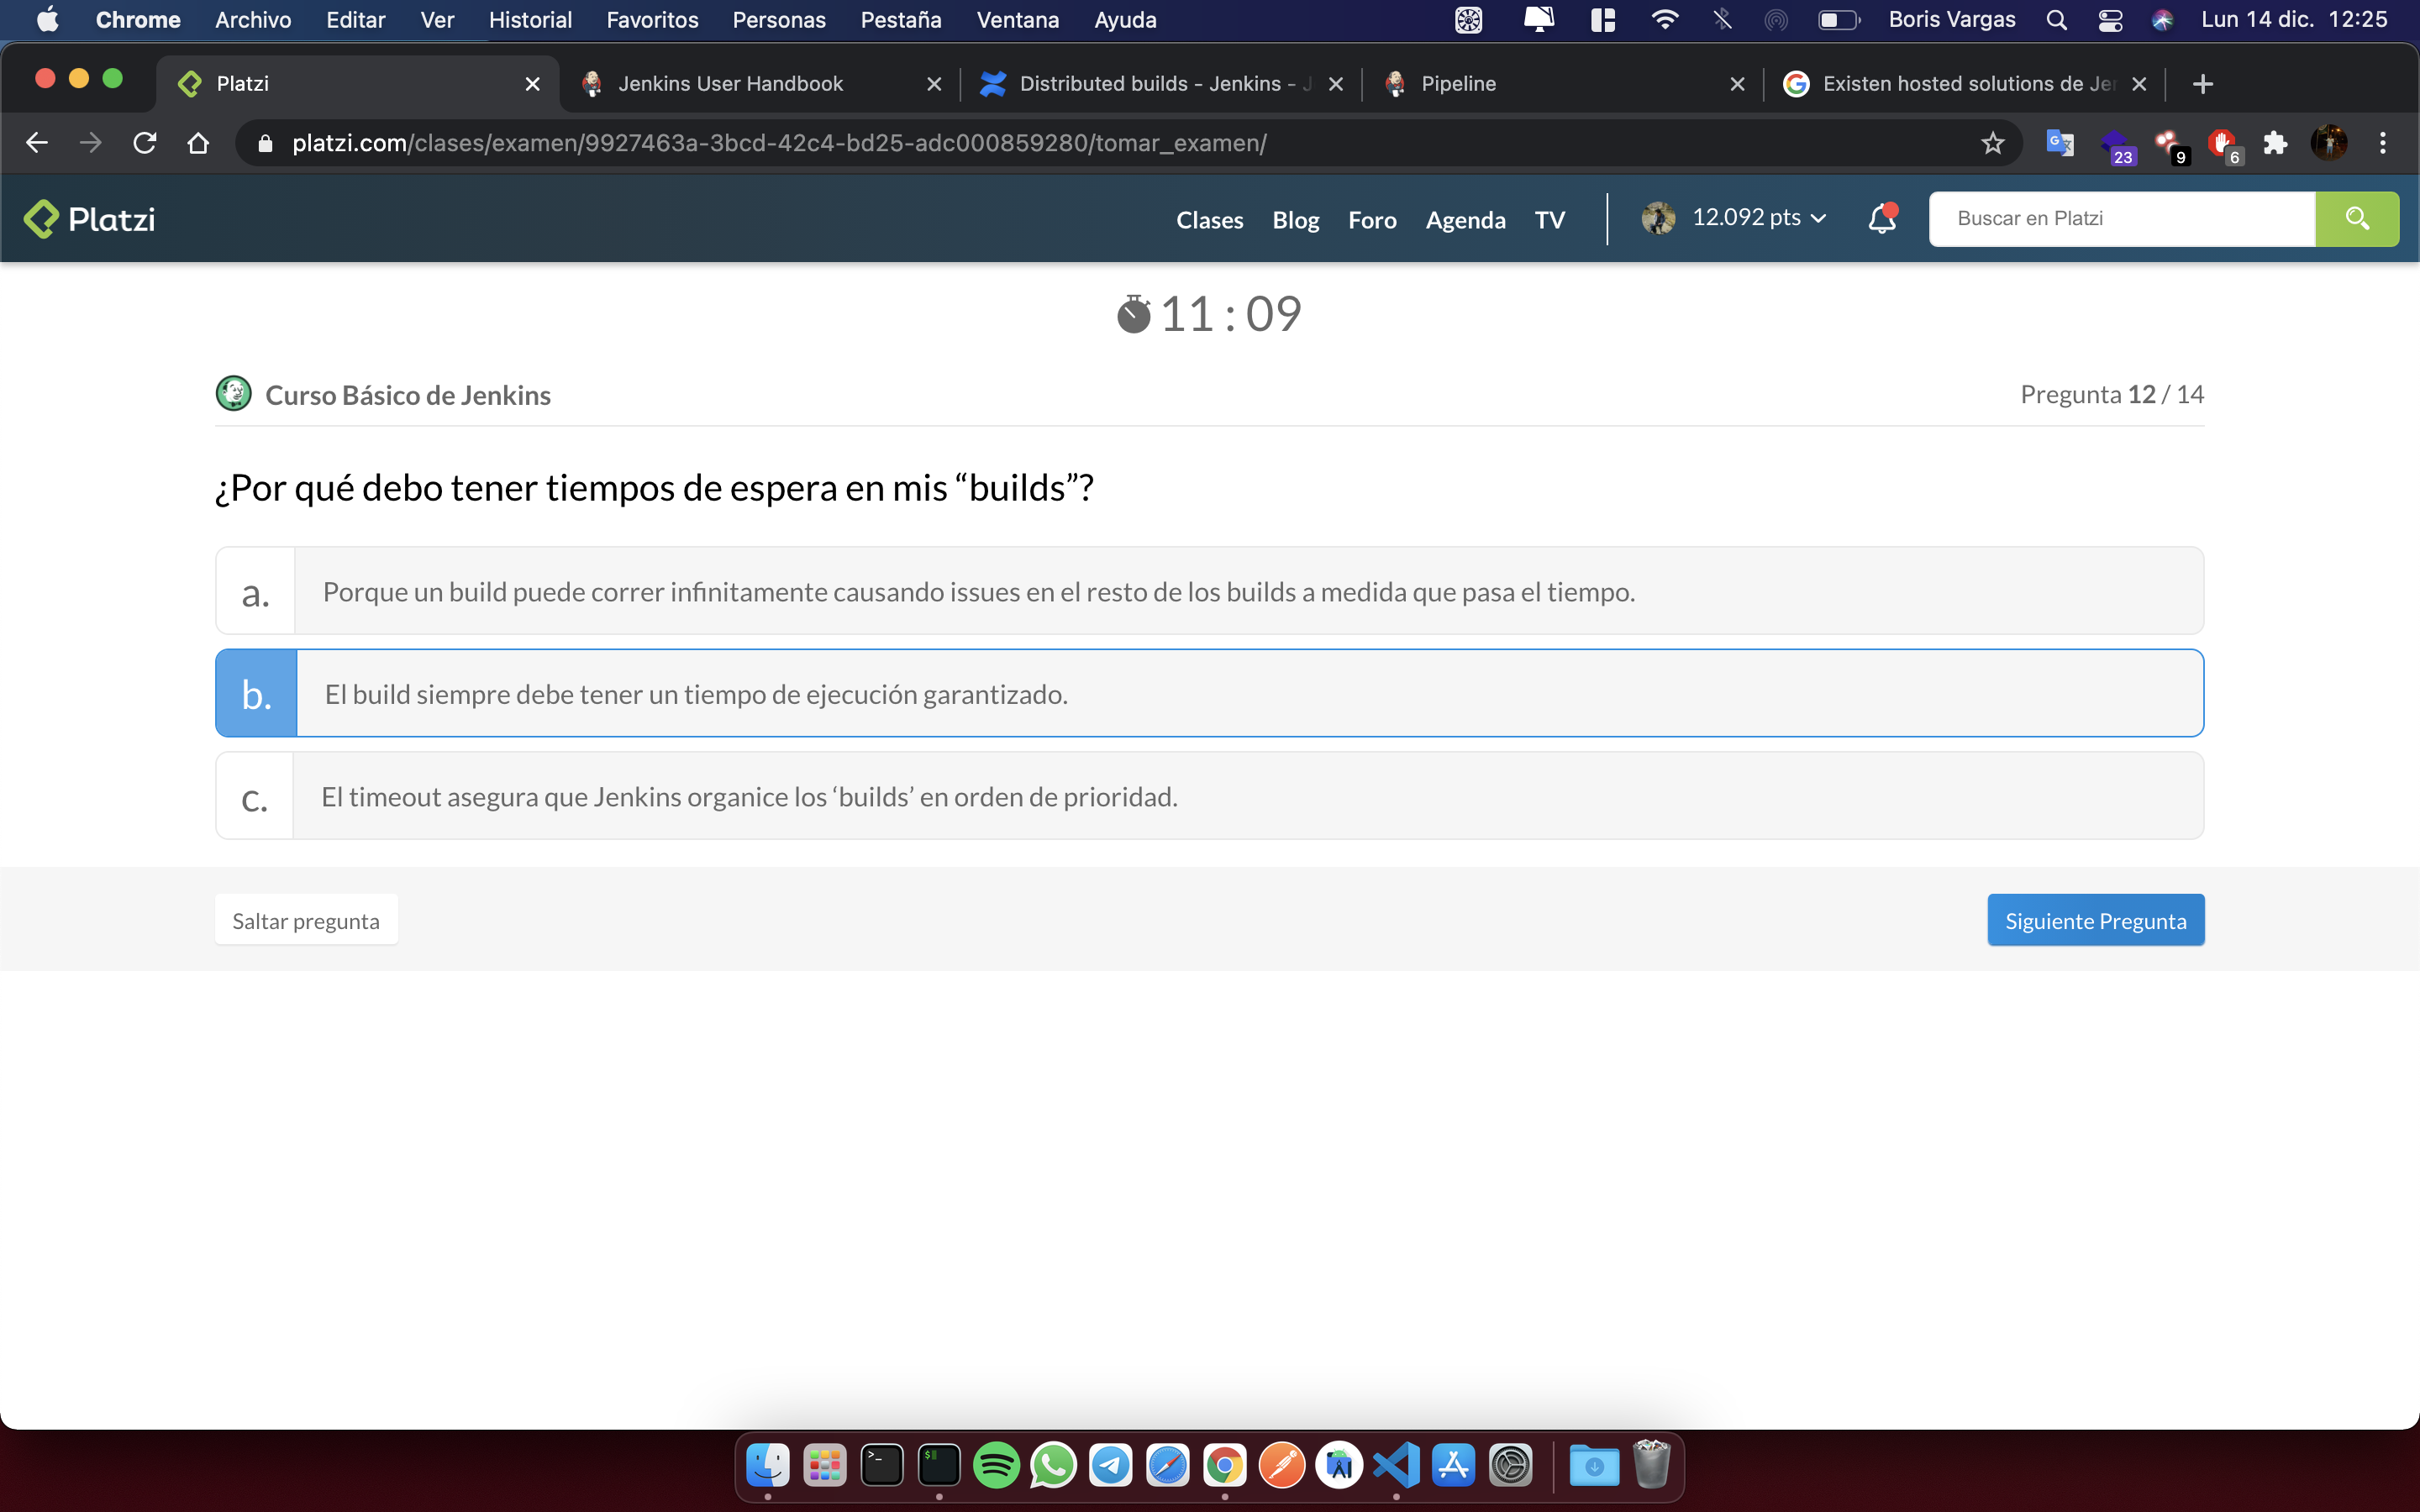 Chrome Archivo Editar Ver Historial Favoritos Personas Pestaña Ventana Ayuda Boris Vargas Lun 14 dic. 12:25
Platzi Jenkins User Handbook Distributed builds - Jenkins - J Pipeline Existen hosted solutions de Jen
platzi.com/clases/examen/9927463a-3bcd-42c4-bd25-adc000859280/tomar_examen/ 23 9 6
Platzi Clases Blog Foro Agenda TV 12.092 pts Buscar en Platzi
11 : 09
Curso Básico de Jenkins Pregunta 12 / 14
¿Por qué debo tener tiempos de espera en mis “builds”?
a. Porque un build puede correr infinitamente causando issues en el resto de los builds a medida que pasa el tiempo.
b. El build siempre debe tener un tiempo de ejecución garantizado.
c. El timeout asegura que Jenkins organice los ‘builds’ en orden de prioridad.
Saltar pregunta Siguiente Pregunta